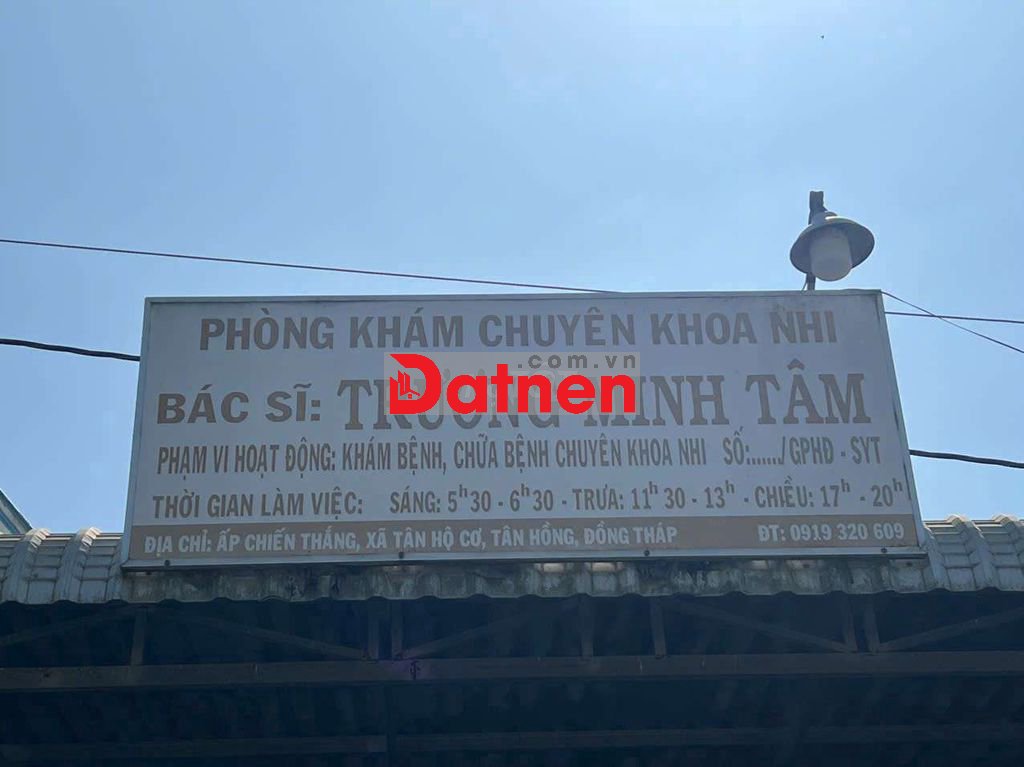 PHÒNG KHÁM CHUYÊN KHOA NHI
BÁC SĨ: TRƯƠNG MINH TÂM
Datnen
.com.vn
PHẠM VI HOẠT ĐỘNG: KHÁM BỆNH, CHỮA BỆNH CHUYÊN KHOA NHI SỐ:....../GPHĐ - SYT
THỜI GIAN LÀM VIỆC: SÁNG: 5h30 - 6h30 - TRƯA: 11h30 - 13h - CHIỀU: 17h - 20h
ĐỊA CHỈ: ẤP CHIẾN THẮNG, XÃ TÂN HỘ CƠ, TÂN HỒNG, ĐỒNG THÁP ĐT: 0919 320 609